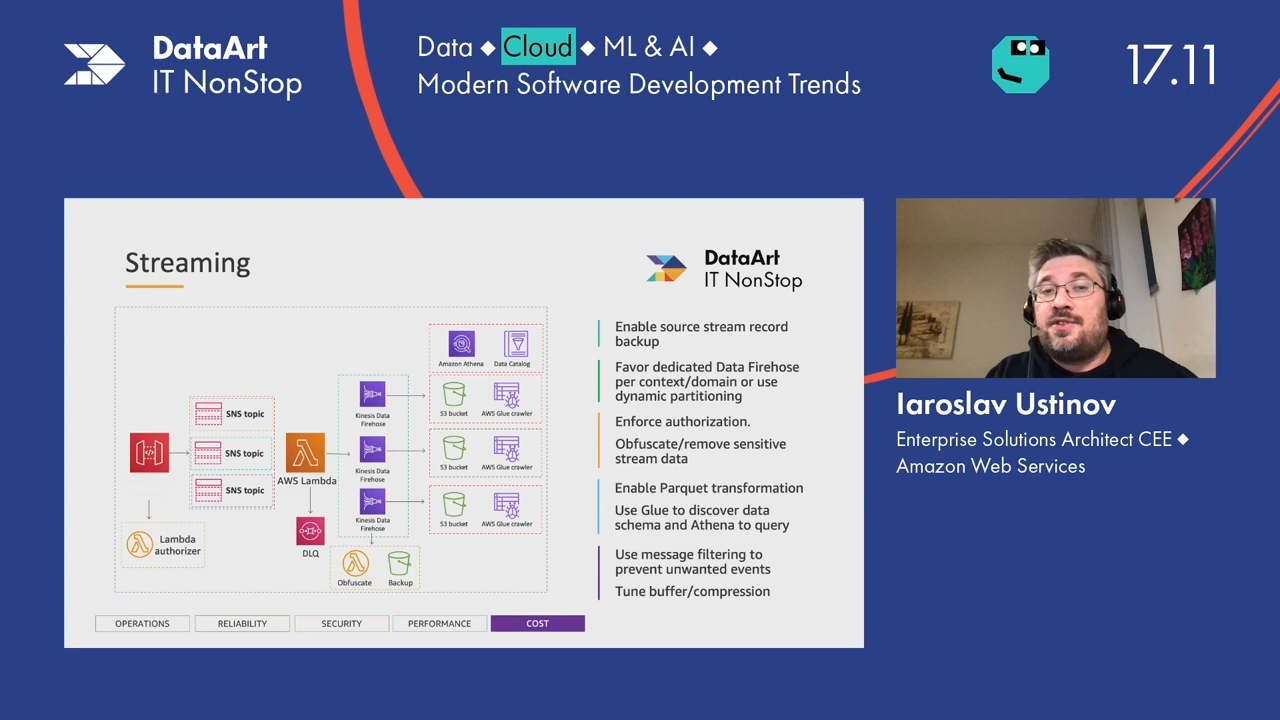 DataArt
IT NonStop
Data ◆ Cloud ◆ ML & AI ◆
Modern Software Development Trends
17.11
Streaming
DataArt
IT NonStop
Amazon Athena
Data Catalog
SNS topic
SNS topic
SNS topic
AWS Lambda
Kinesis Data
Firehose
Kinesis Data
Firehose
Kinesis Data
Firehose
S3 bucket
AWS Glue crawler
S3 bucket
AWS Glue crawler
S3 bucket
AWS Glue crawler
Lambda
authorizer
DLQ
Obfuscate
Backup
Enable source stream record
backup
Favor dedicated Data Firehose
per context/domain or use
dynamic partitioning
Enforce authorization.
Obfuscate/remove sensitive
stream data
Enable Parquet transformation
Use Glue to discover data
schema and Athena to query
Use message filtering to
prevent unwanted events
Tune buffer/compression
OPERATIONS
RELIABILITY
SECURITY
PERFORMANCE
COST
Iaroslav Ustinov
Enterprise Solutions Architect CEE ◆
Amazon Web Services